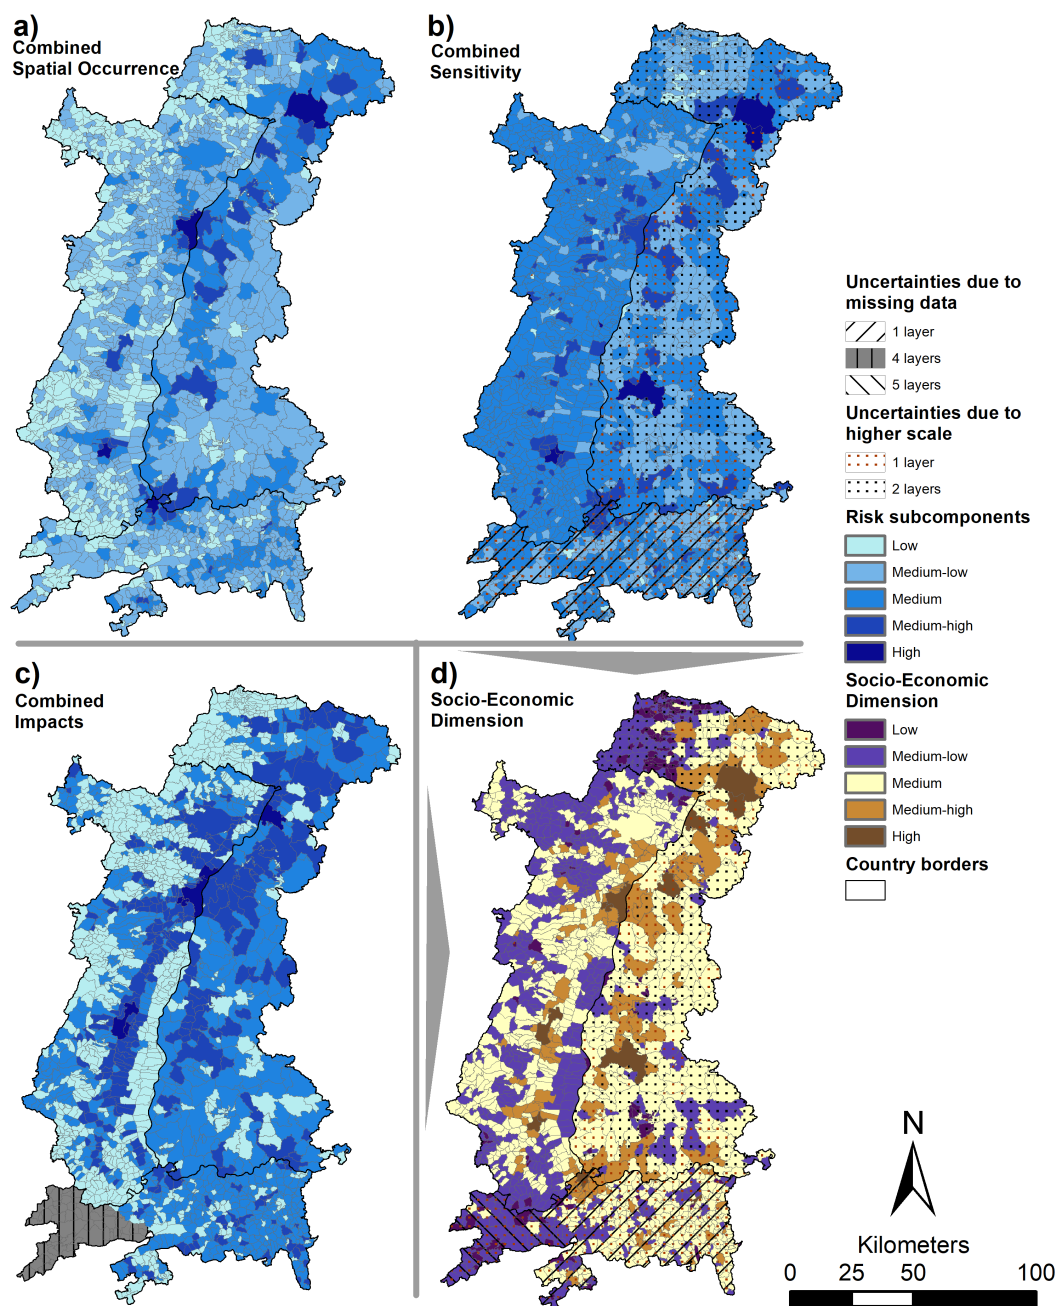 a)
Combined
Spatial Occurrence
b)
Combined
Sensitivity
Uncertainties due to
missing data
1 layer
4 layers
5 layers
Uncertainties due to
higher scale
1 layer
2 layers
Risk subcomponents
Low
Medium-low
Medium
Medium-high
High
c)
Combined
Impacts
d)
Socio-Economic
Dimension
Socio-Economic
Dimension
Low
Medium-low
Medium
Medium-high
High
Country borders
N
Kilometers
0 25 50 100